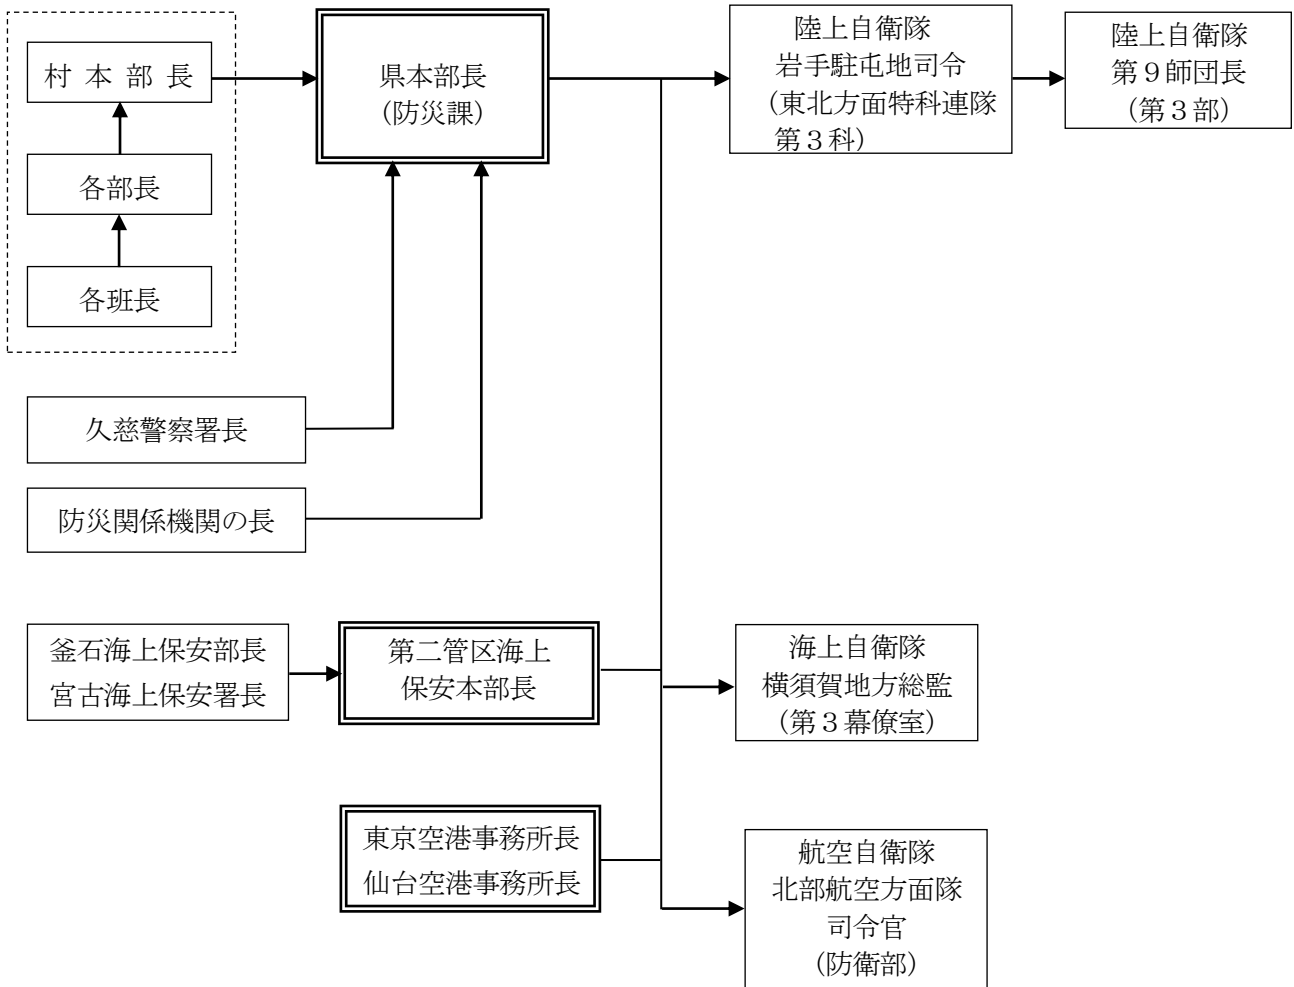 村 本 部 長
各部長
各班長
県本部長
(防災課)
陸上自衛隊
岩手駐屯地司令
(東北方面特科連隊
第３科)
陸上自衛隊
第９師団長
(第３部)
久慈警察署長
防災関係機関の長
釜石海上保安部長
宮古海上保安署長
第二管区海上
保安本部長
海上自衛隊
横須賀地方総監
(第３幕僚室)
東京空港事務所長
仙台空港事務所長
航空自衛隊
北部航空方面隊
司令官
(防衛部)